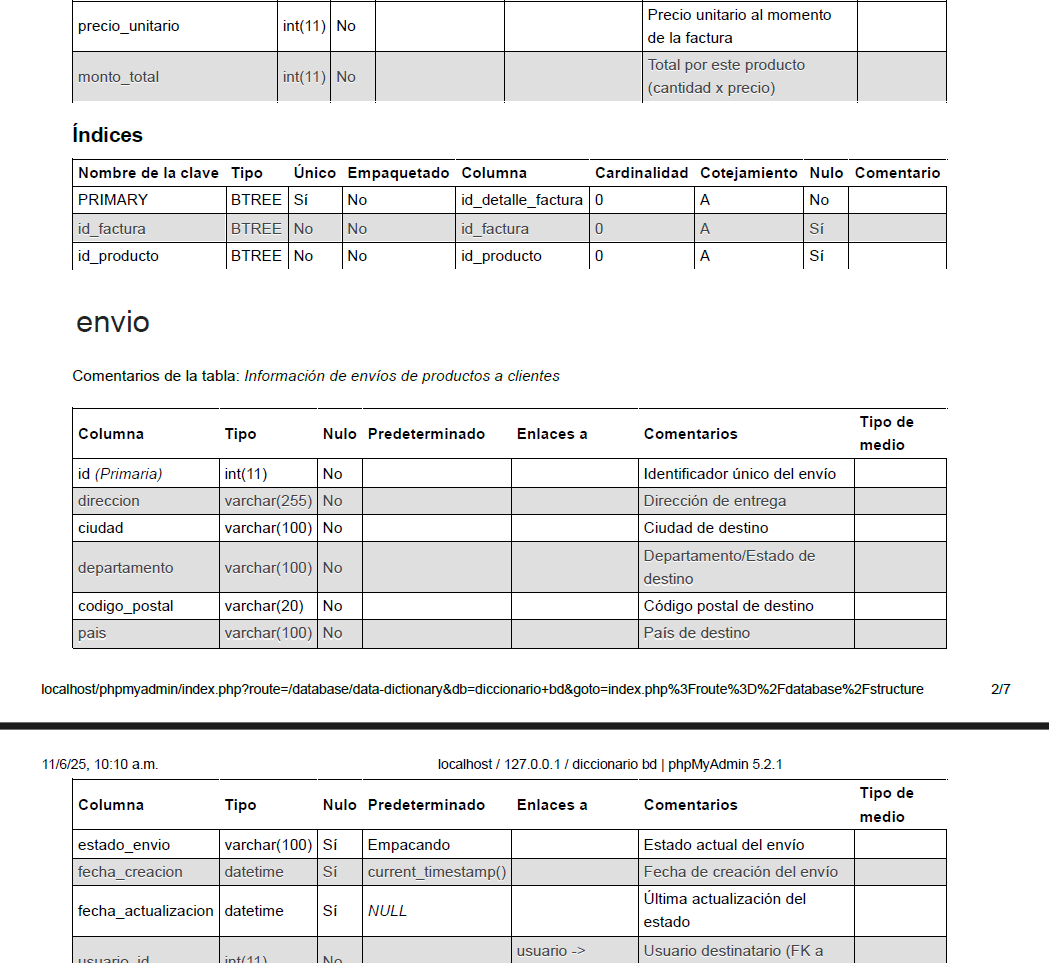 precio_unitario int(11) No Precio unitario al momento
de la factura
monto_total int(11) No Total por este producto
(cantidad x precio)
Índices
Nombre de la clave Tipo Único Empaquetado Columna Cardinalidad Cotejamiento Nulo Comentario
PRIMARY BTREE Sí No id_detalle_factura 0 A No
id_factura BTREE No No id_factura 0 A Sí
id_producto BTREE No No id_producto 0 A Sí
envio
Comentarios de la tabla: Información de envíos de productos a clientes
Columna Tipo Nulo Predeterminado Enlaces a Comentarios Tipo de
medio
id (Primaria) int(11) No Identificador único del envío
direccion varchar(255) No Dirección de entrega
ciudad varchar(100) No Ciudad de destino
departamento varchar(100) No Departamento/Estado de
destino
codigo_postal varchar(20) No Código postal de destino
pais varchar(100) No País de destino
localhost/phpmyadmin/index.php?route=/database/data-dictionary&db=diccionario+bd&goto=index.php%3Froute%3D%2Fdatabase%2Fstructure 2/7
11/6/25, 10:10 a.m. localhost / 127.0.0.1 / diccionario bd | phpMyAdmin 5.2.1
Columna Tipo Nulo Predeterminado Enlaces a Comentarios Tipo de
medio
estado_envio varchar(100) Sí Empacando Estado actual del envío
fecha_creacion datetime Sí current_timestamp() Fecha de creación del envío
fecha_actualizacion datetime Sí NULL Última actualización del
estado
usuario_id int(11) No usuario -> Usuario destinatario (FK a